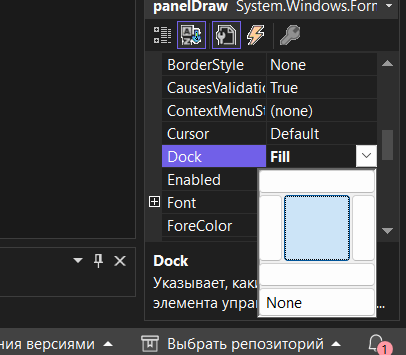 panelDraw System.Windows.Form
BorderStyle None
CausesValidatio True
ContextMenuSt (none)
Cursor Default
Dock Fill
Enabled
Font
ForeColor
Dock
Указывает, каки
элемента упра ...
None
ния версиями Выбрать репозиторий 1